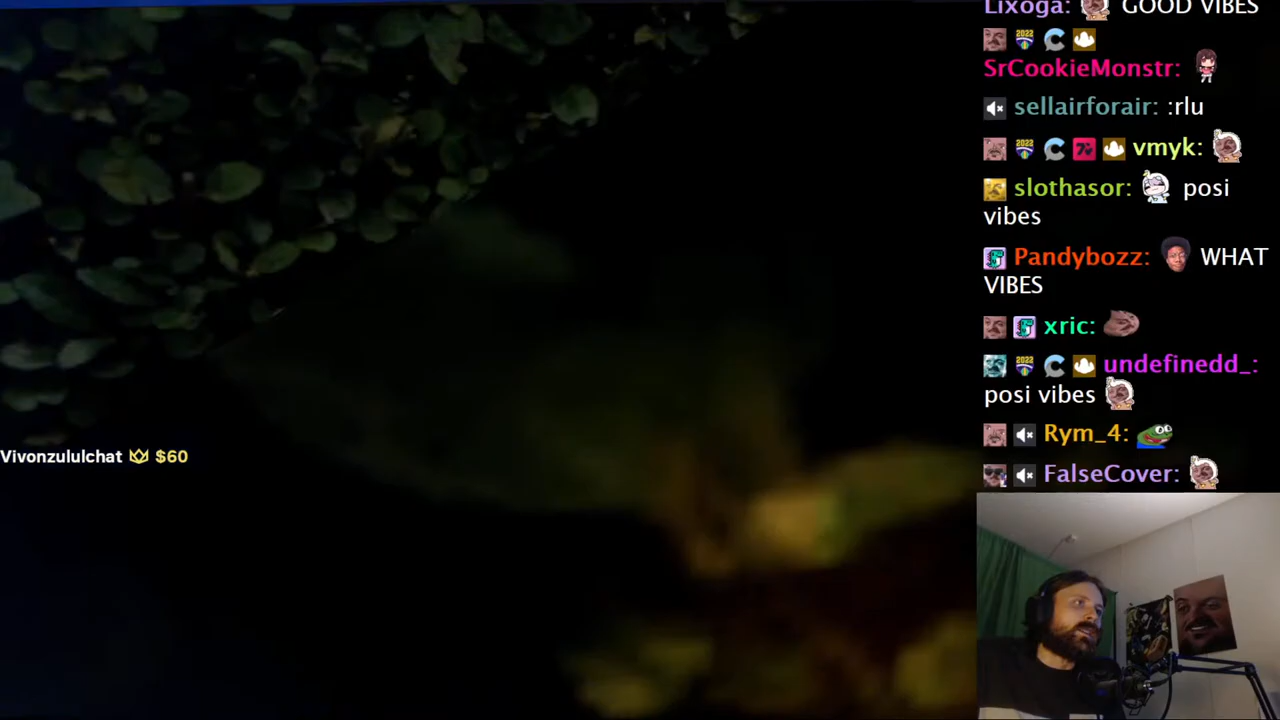 Lixoga: GOOD VIBES
SrCookieMonstr:
sellairforair: :rlu
vmyk:
slothasor: posi
vibes
Pandybozz: WHAT
VIBES
xric:
undefinedd_:
posi vibes
Rym_4:
FalseCover:
Vivonzululchat $60